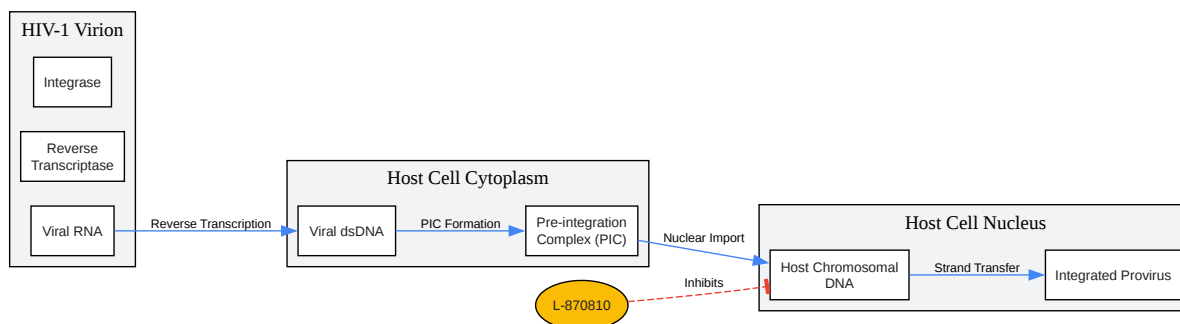 HIV-1 Virion
Integrase
Reverse
Transcriptase
Viral RNA
Reverse Transcription
Host Cell Cytoplasm
Viral dsDNA
PIC Formation
Pre-integration
Complex (PIC)
Nuclear Import
Host Cell Nucleus
Host Chromosomal
DNA
Strand Transfer
Integrated Provirus
Inhibits
L-870810